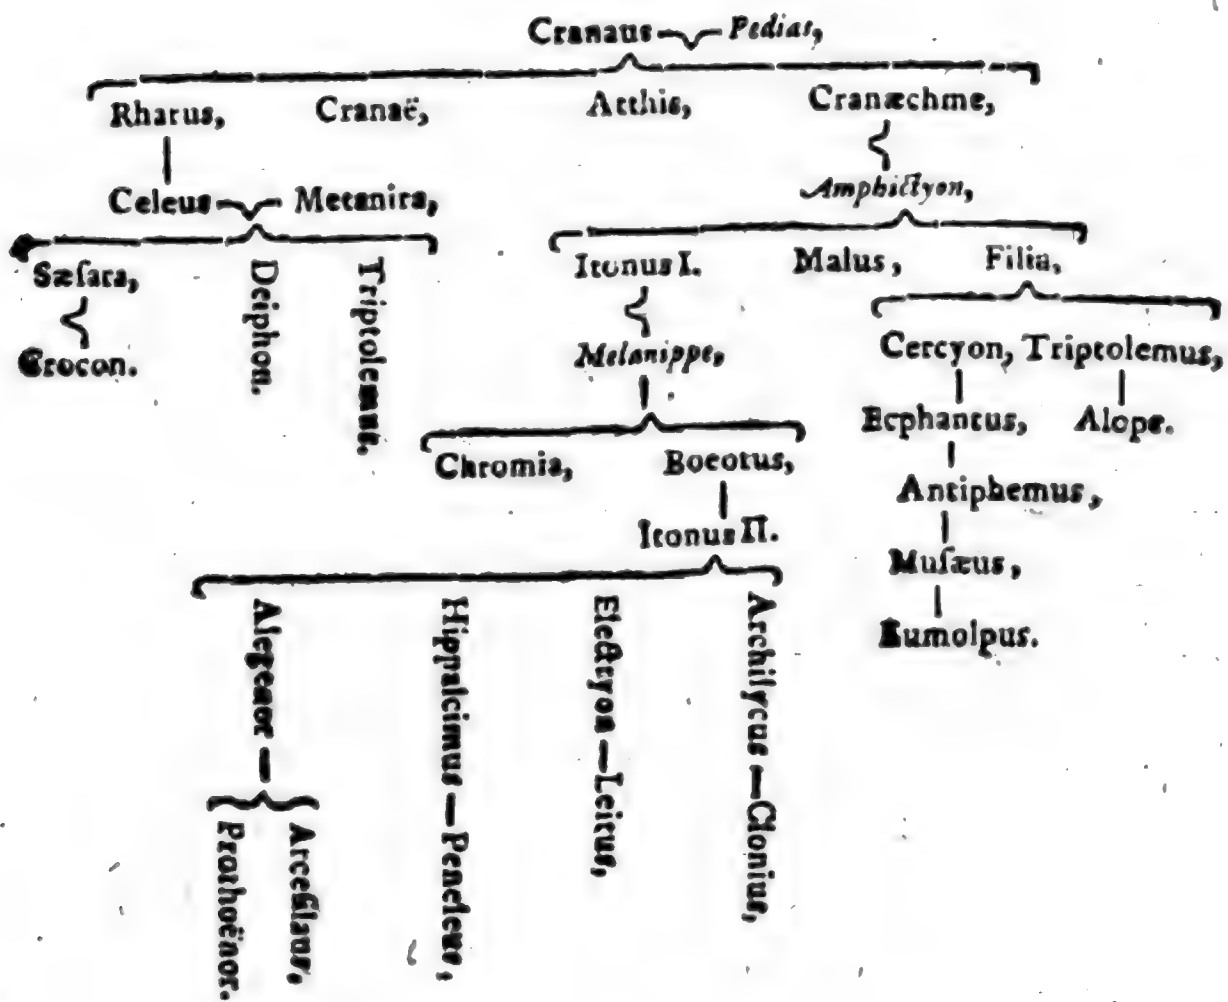 Cranaus Pedias,
Rharus, Cranaë, Atthis, Cranæchme,
Celeus Metanira, Amphictyon,
Sæſara, Deiphon. Triptolemus. Itonus I. Malus, Filia,
Crocon. Melanippe, Cercyon, Triptolemus,
Ecphantus, Alope.
Chromia, Boeotus,
Antiphemus,
Itonus II.
Muſæus,
Eumolpus.
Alegenor — Hippalcimus — Peneleus, Electryon — Leitus, Archilycus — Clonius,
Prothoënor. Arceſilaus,